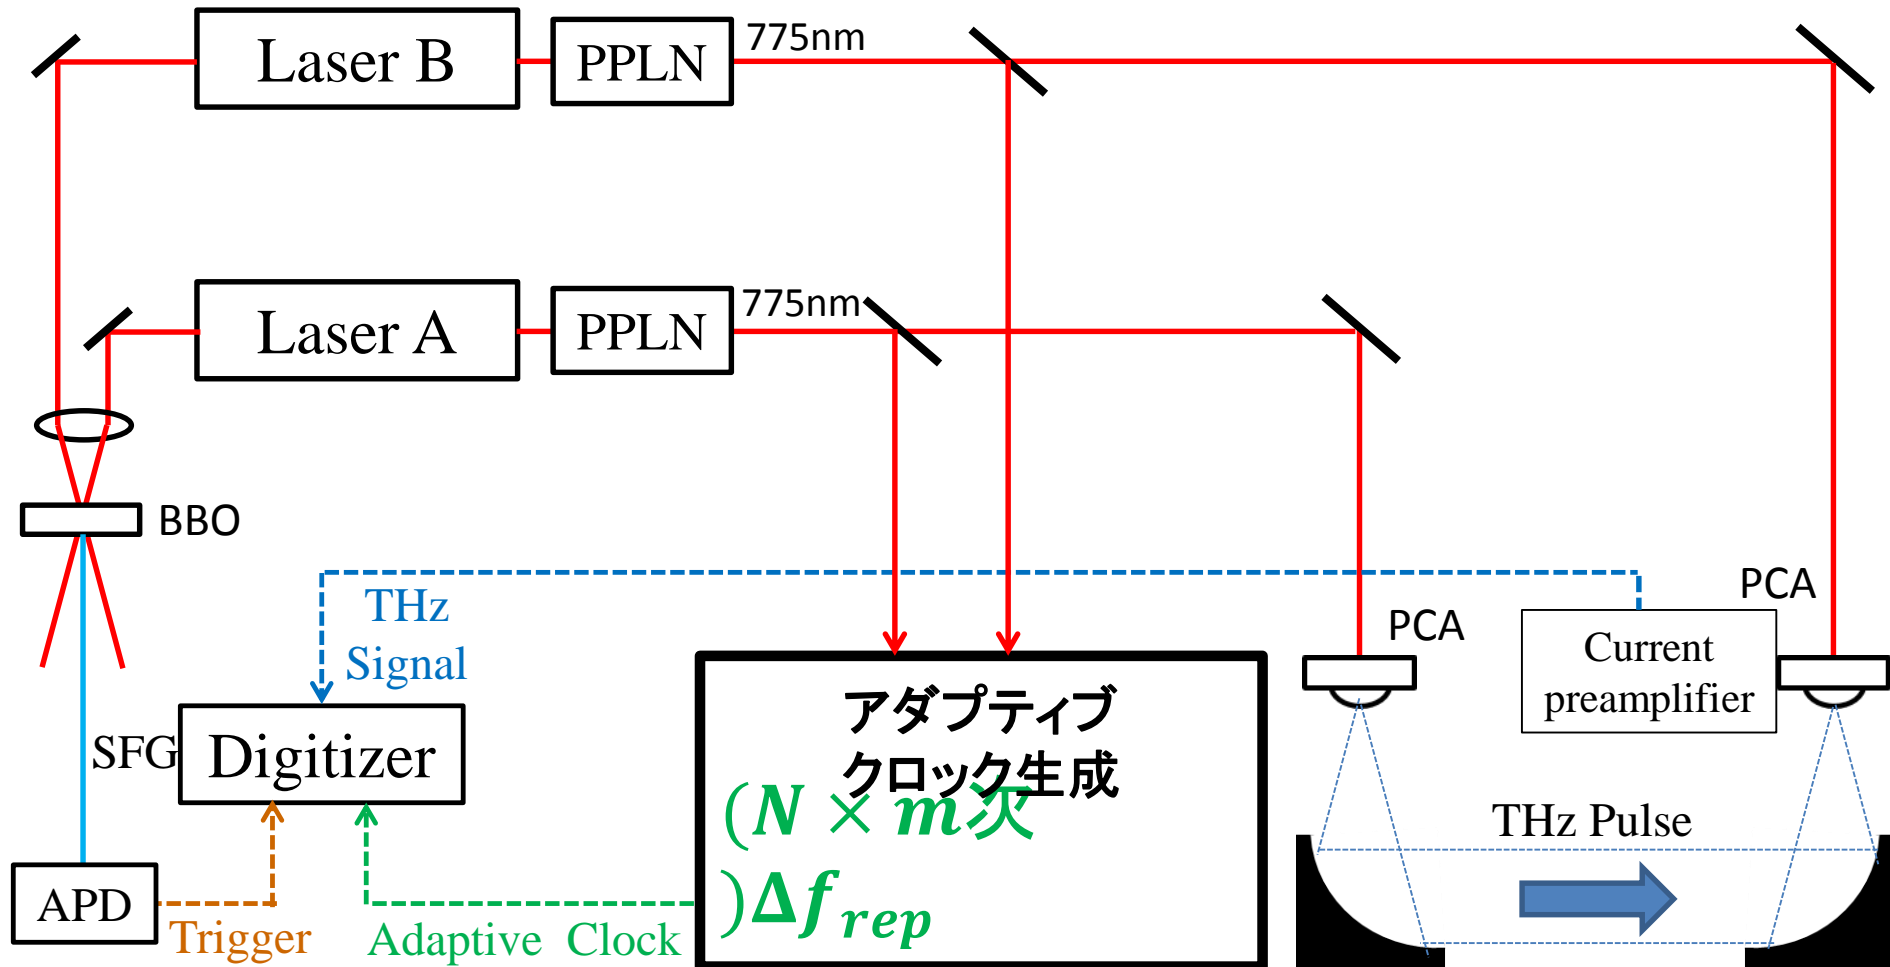 Laser B
PPLN
775nm
Laser A
PPLN
775nm
BBO
THz
Signal
PCA
PCA
Current
preamplifier
SFG
Digitizer
アダプティブ
クロック生成
(N × m次
)Δf_rep
THz Pulse
APD
Trigger
Adaptive Clock